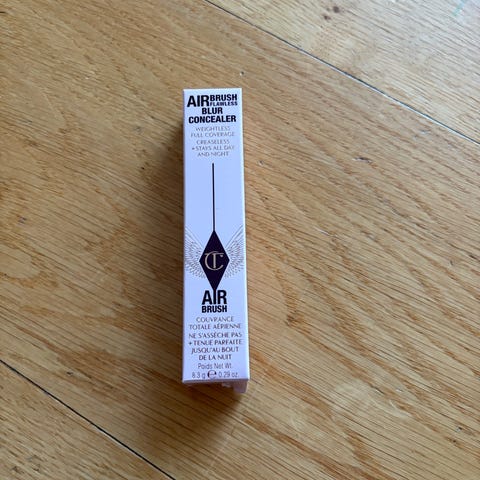 AIRBRUSH
FLAWLESS
BLUR
CONCEALER
WEIGHTLESS
FULL COVERAGE
CREASELESS
+ STAYS ALL DAY
AND NIGHT
CT
AIR
BRUSH
COUVRANCE
TOTALE AÉRIENNE
NE S'ASSÈCHE PAS
+ TENUE PARFAITE
JUSQU'AU BOUT
DE LA NUIT
Poids Net Wt.
8.3 g ℮ 0.29 oz.